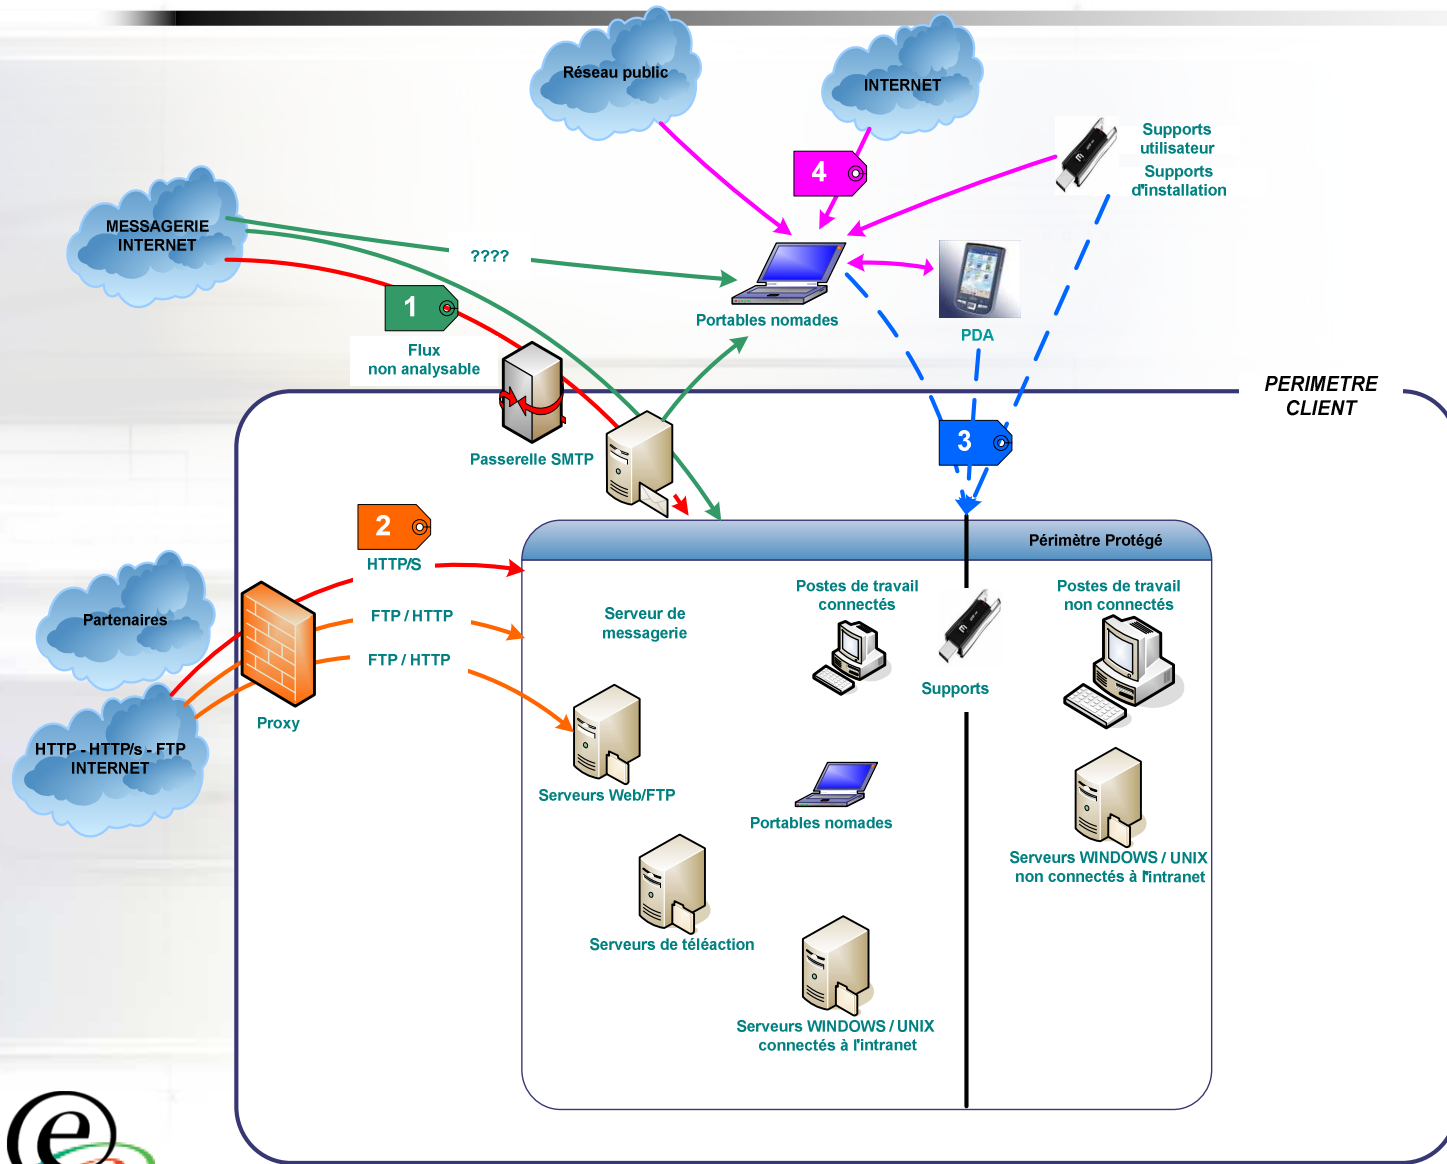 Réseau public
INTERNET
Supports
utilisateur
Supports
d'installation
4
MESSAGERIE
INTERNET
????
1
Flux
non analysable
Portables nomades
PDA
PERIMETRE
CLIENT
3
Passerelle SMTP
2
HTTP/S
FTP / HTTP
FTP / HTTP
Partenaires
HTTP - HTTP/s - FTP
INTERNET
Proxy
Périmètre Protégé
Serveur de
messagerie
Postes de travail
connectés
Postes de travail
non connectés
Supports
Serveurs Web/FTP
Portables nomades
Serveurs WINDOWS / UNIX
non connectés à l'intranet
Serveurs de téléaction
Serveurs WINDOWS / UNIX
connectés à l'intranet
e